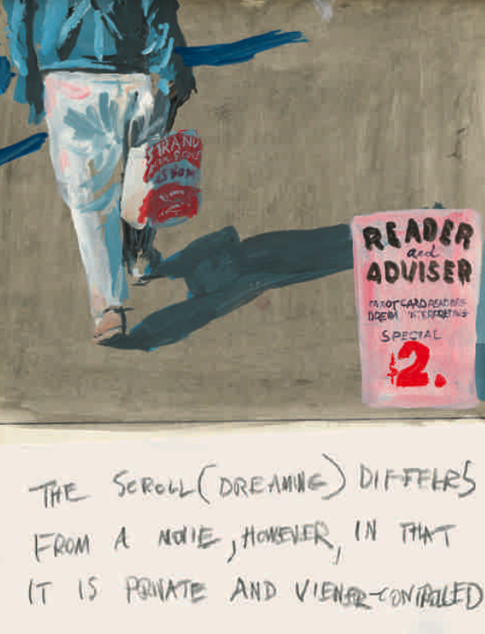 STRAND
READER
and
ADVISER
TAROT CARD READINGS
DREAM INTERPRETING
SPECIAL
$2.
THE SCROLL (DREAMING) DIFFERS
FROM A MOVIE, HOWEVER, IN THAT
IT IS PRIVATE AND VIEWER-CONTROLLED